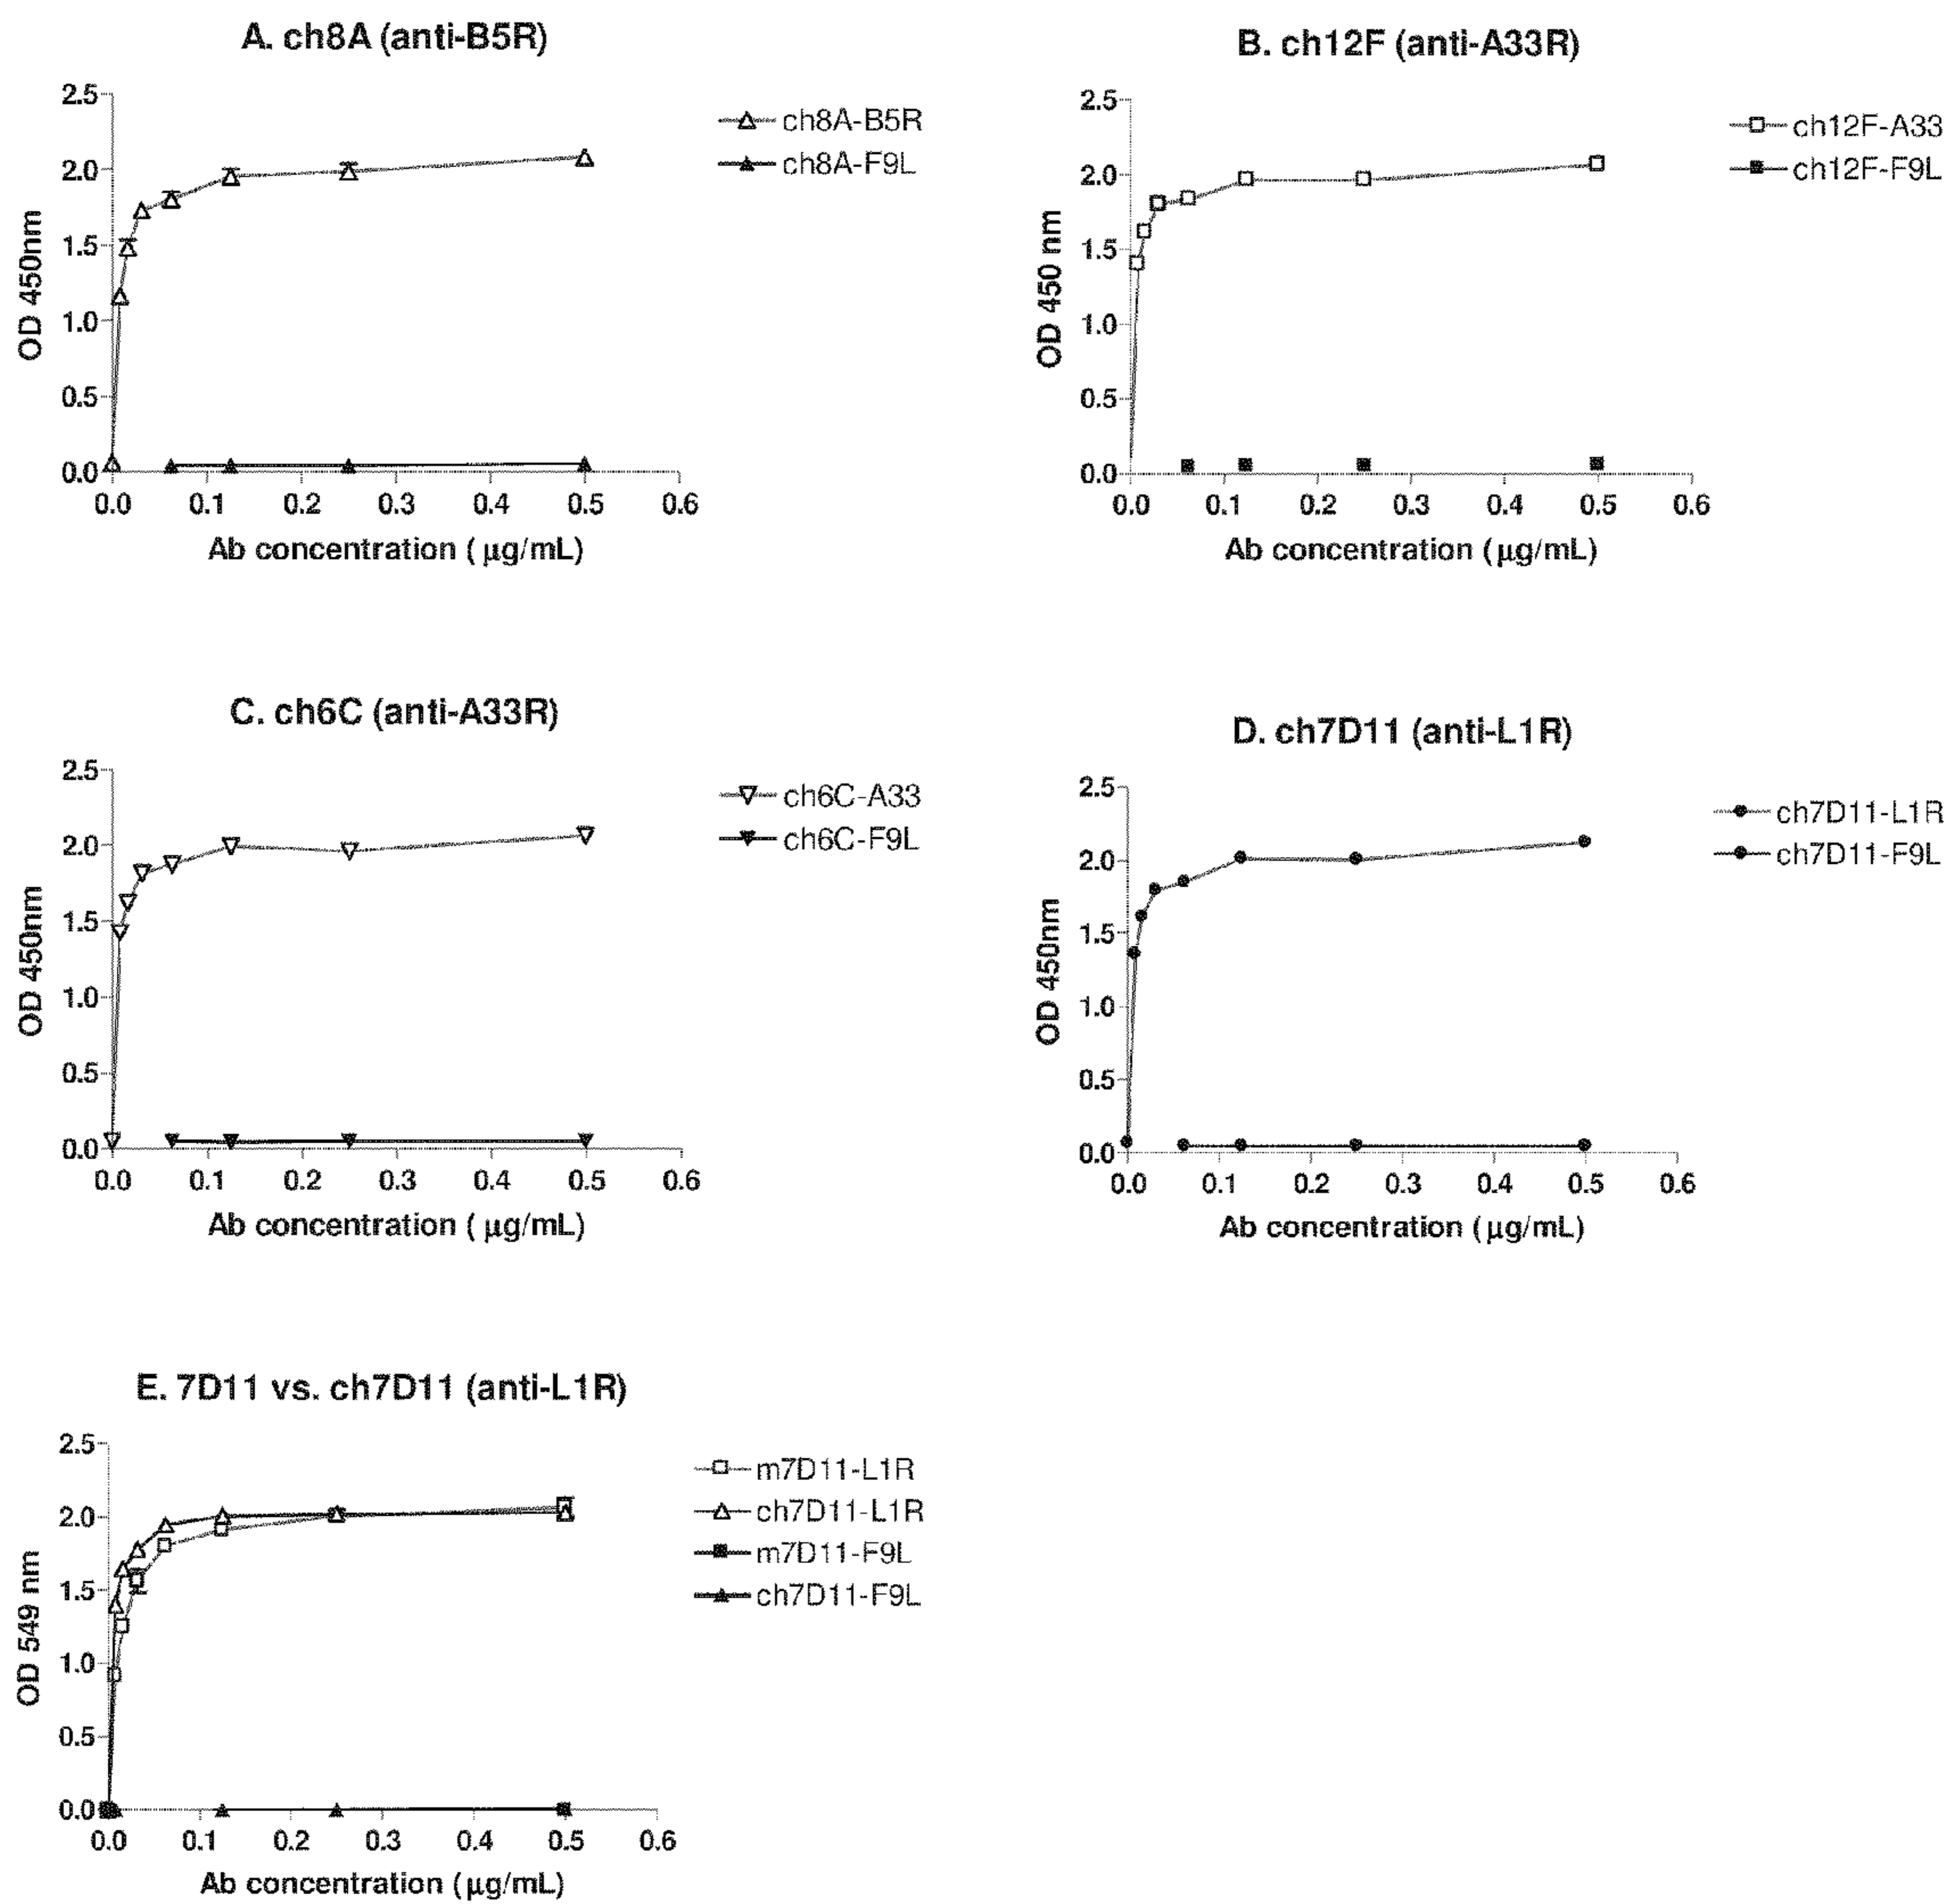 A. ch8A (anti-B5R)
2.5
2.0
1.5
1.0
0.5
0.0
OD 450nm
0.0 0.1 0.2 0.3 0.4 0.5 0.6
Ab concentration ( μg/mL)
ch8A-B5R
ch8A-F9L
B. ch12F (anti-A33R)
2.5
2.0
1.5
1.0
0.5
0.0
OD 450 nm
0.0 0.1 0.2 0.3 0.4 0.5 0.6
Ab concentration (μg/mL)
ch12F-A33
ch12F-F9L
C. ch6C (anti-A33R)
2.5
2.0
1.5
1.0
0.5
0.0
OD 450nm
0.0 0.1 0.2 0.3 0.4 0.5 0.6
Ab concentration ( μg/mL)
ch6C-A33
ch6C-F9L
D. ch7D11 (anti-L1R)
2.5
2.0
1.5
1.0
0.5
0.0
OD 450nm
0.0 0.1 0.2 0.3 0.4 0.5 0.6
Ab concentration (μg/mL)
ch7D11-L1R
ch7D11-F9L
E. 7D11 vs. ch7D11 (anti-L1R)
2.5
2.0
1.5
1.0
0.5
0.0
OD 549 nm
0.0 0.1 0.2 0.3 0.4 0.5 0.6
Ab concentration (μg/mL)
m7D11-L1R
ch7D11-L1R
m7D11-F9L
ch7D11-F9L